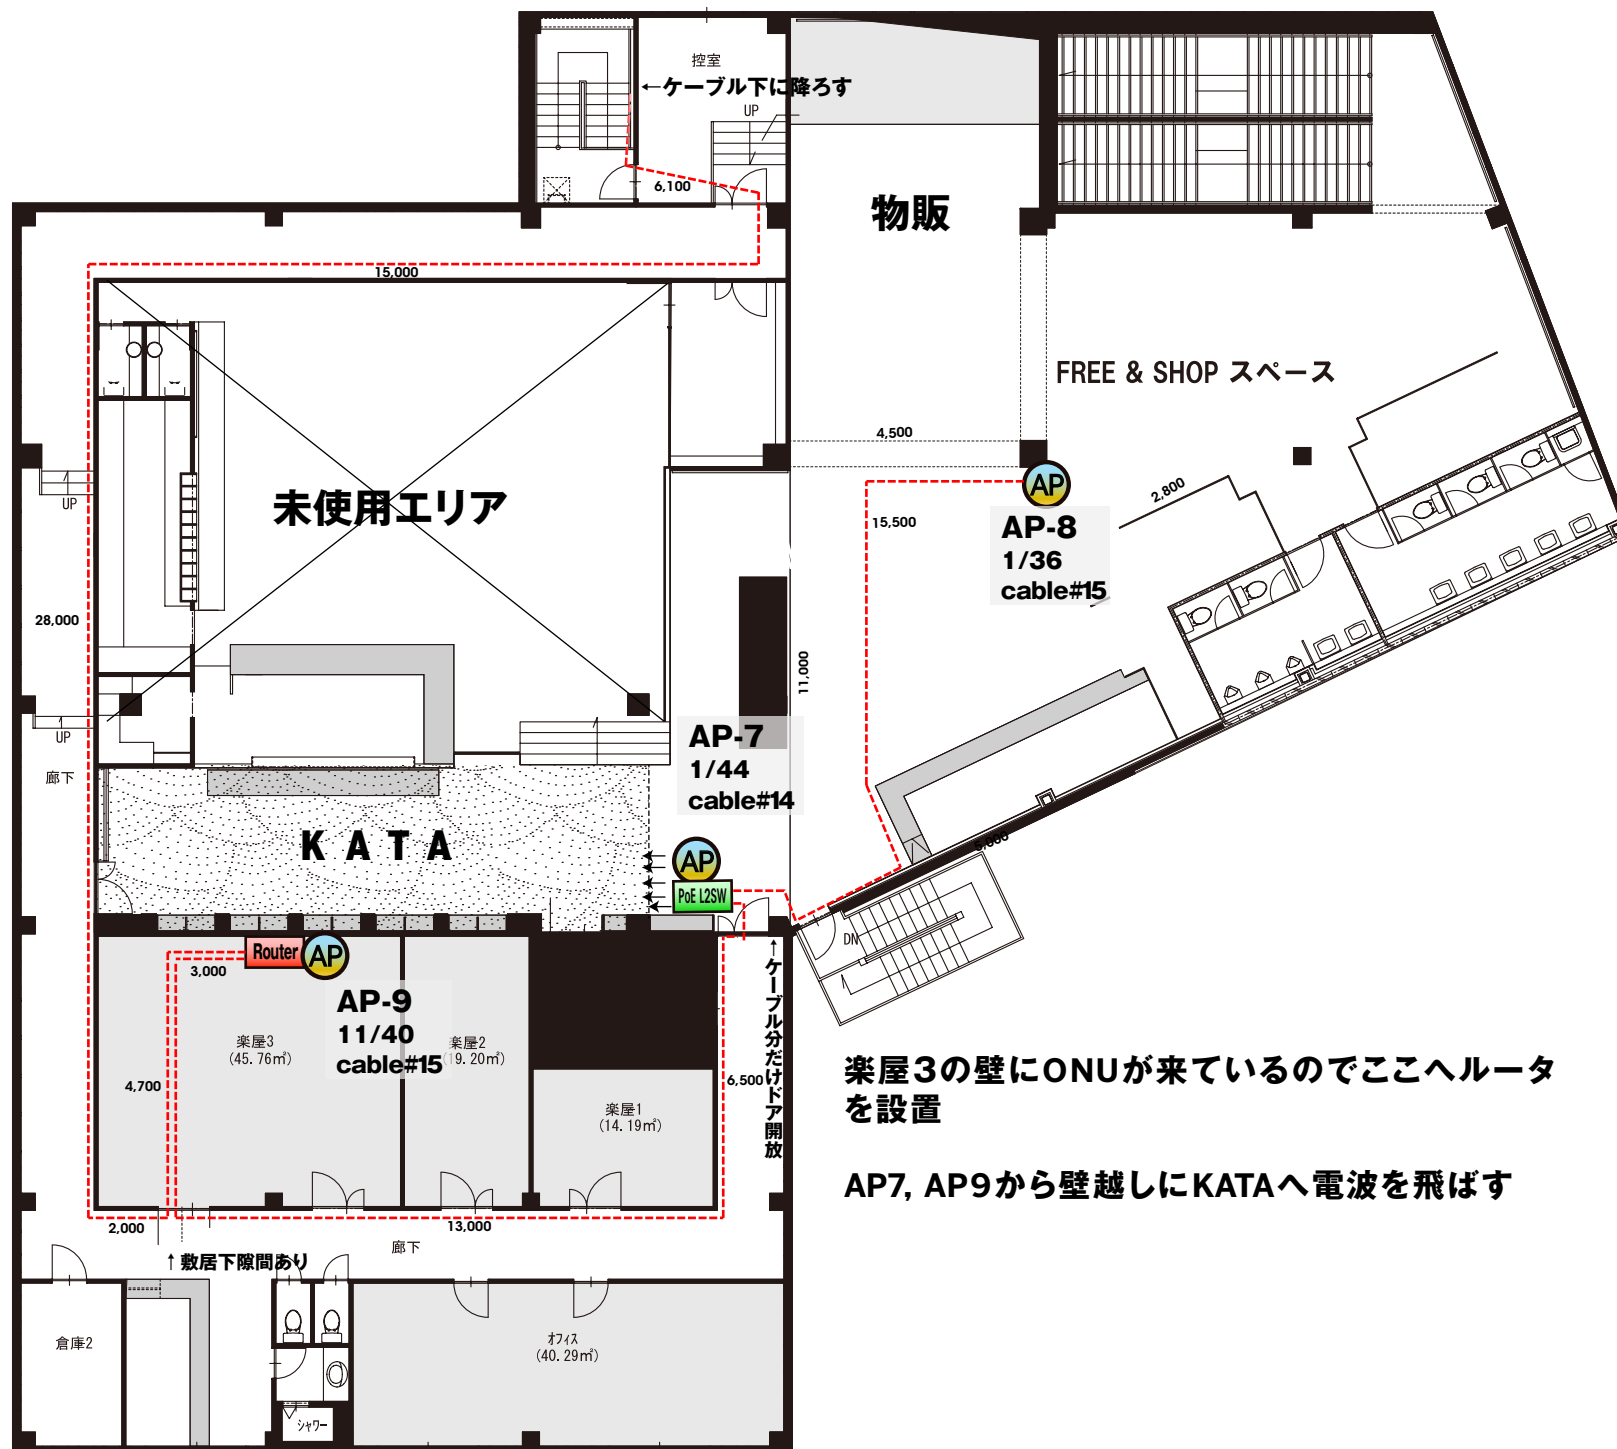 控室
←ケーブル下に降ろす
UP
6,100
物販
15,000
FREE & SHOP スペース
4,500
AP
AP-8
1/36
cable#15
2,800
15,500
未使用エリア
UP
28,000
11,000
UP
廊下
AP-7
1/44
cable#14
KATA
AP
PoE L2SW
5,000
DN
Router
AP
3,000
AP-9
11/40
cable#15
楽屋3
(45.76㎡)
楽屋2
(19.20㎡)
4,700
楽屋1
(14.19㎡)
6,500
←ケーブル分だけドア開放
楽屋3の壁にONUが来ているのでここへルータ
を設置
AP7, AP9から壁越しにKATAへ電波を飛ばす
2,000
13,000
廊下
↑敷居下隙間あり
倉庫2
オフィス
(40.29㎡)
シャワー